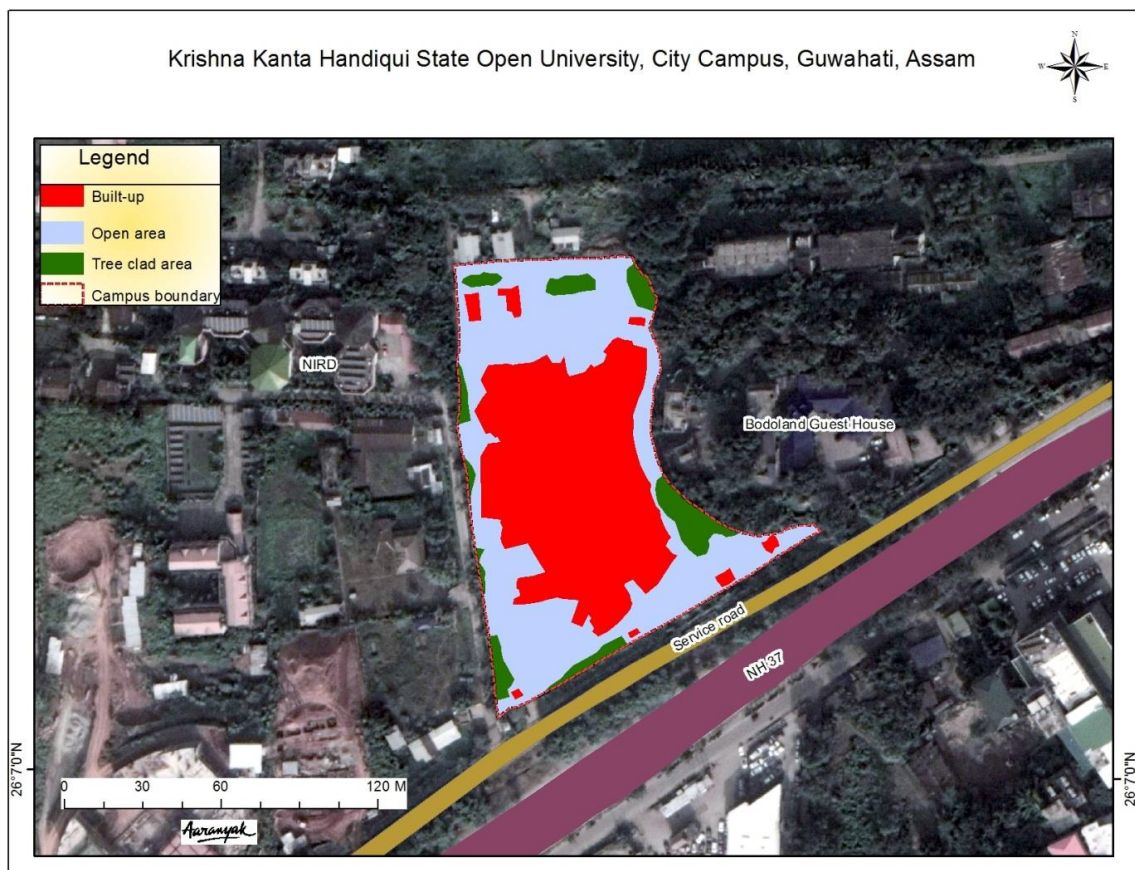 Krishna Kanta Handiqui State Open University, City Campus, Guwahati, Assam
N
W
E
S
Legend
Built-up
Open area
Tree clad area
Campus boundary
NIRD
Bodoland Guest House
Service road
NH 37
26°7'0"N
26°7'0"N
0 30 60 120 M
Aaranyak